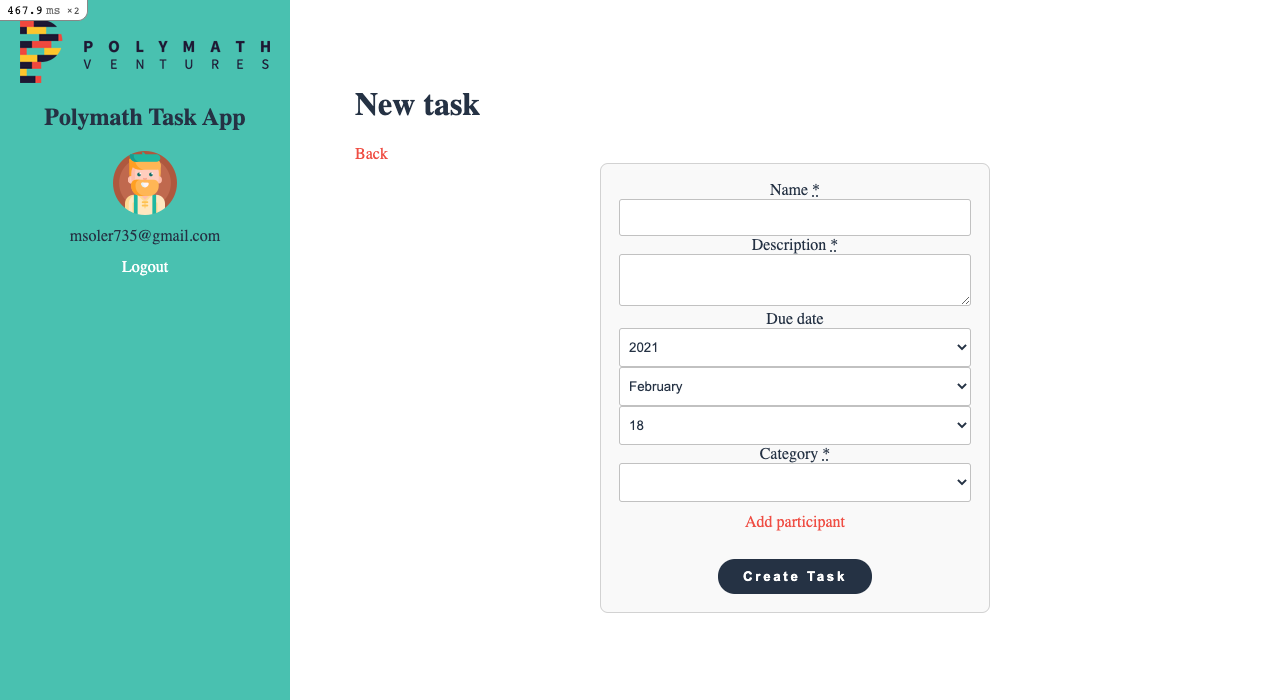 467.9 ms ×2
POLYMATH
VENTURES
Polymath Task App
msoler735@gmail.com
Logout
New task
Back
Name *
Description *
Due date
2021
February
18
Category *
Add participant
Create Task